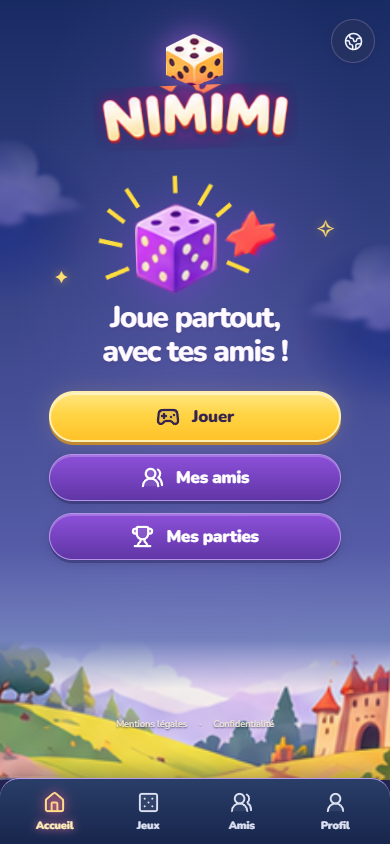 NIMIMI
Joue partout,
avec tes amis !
Jouer
Mes amis
Mes parties
Mentions légales · Confidentialité
Accueil
Jeux
Amis
Profil